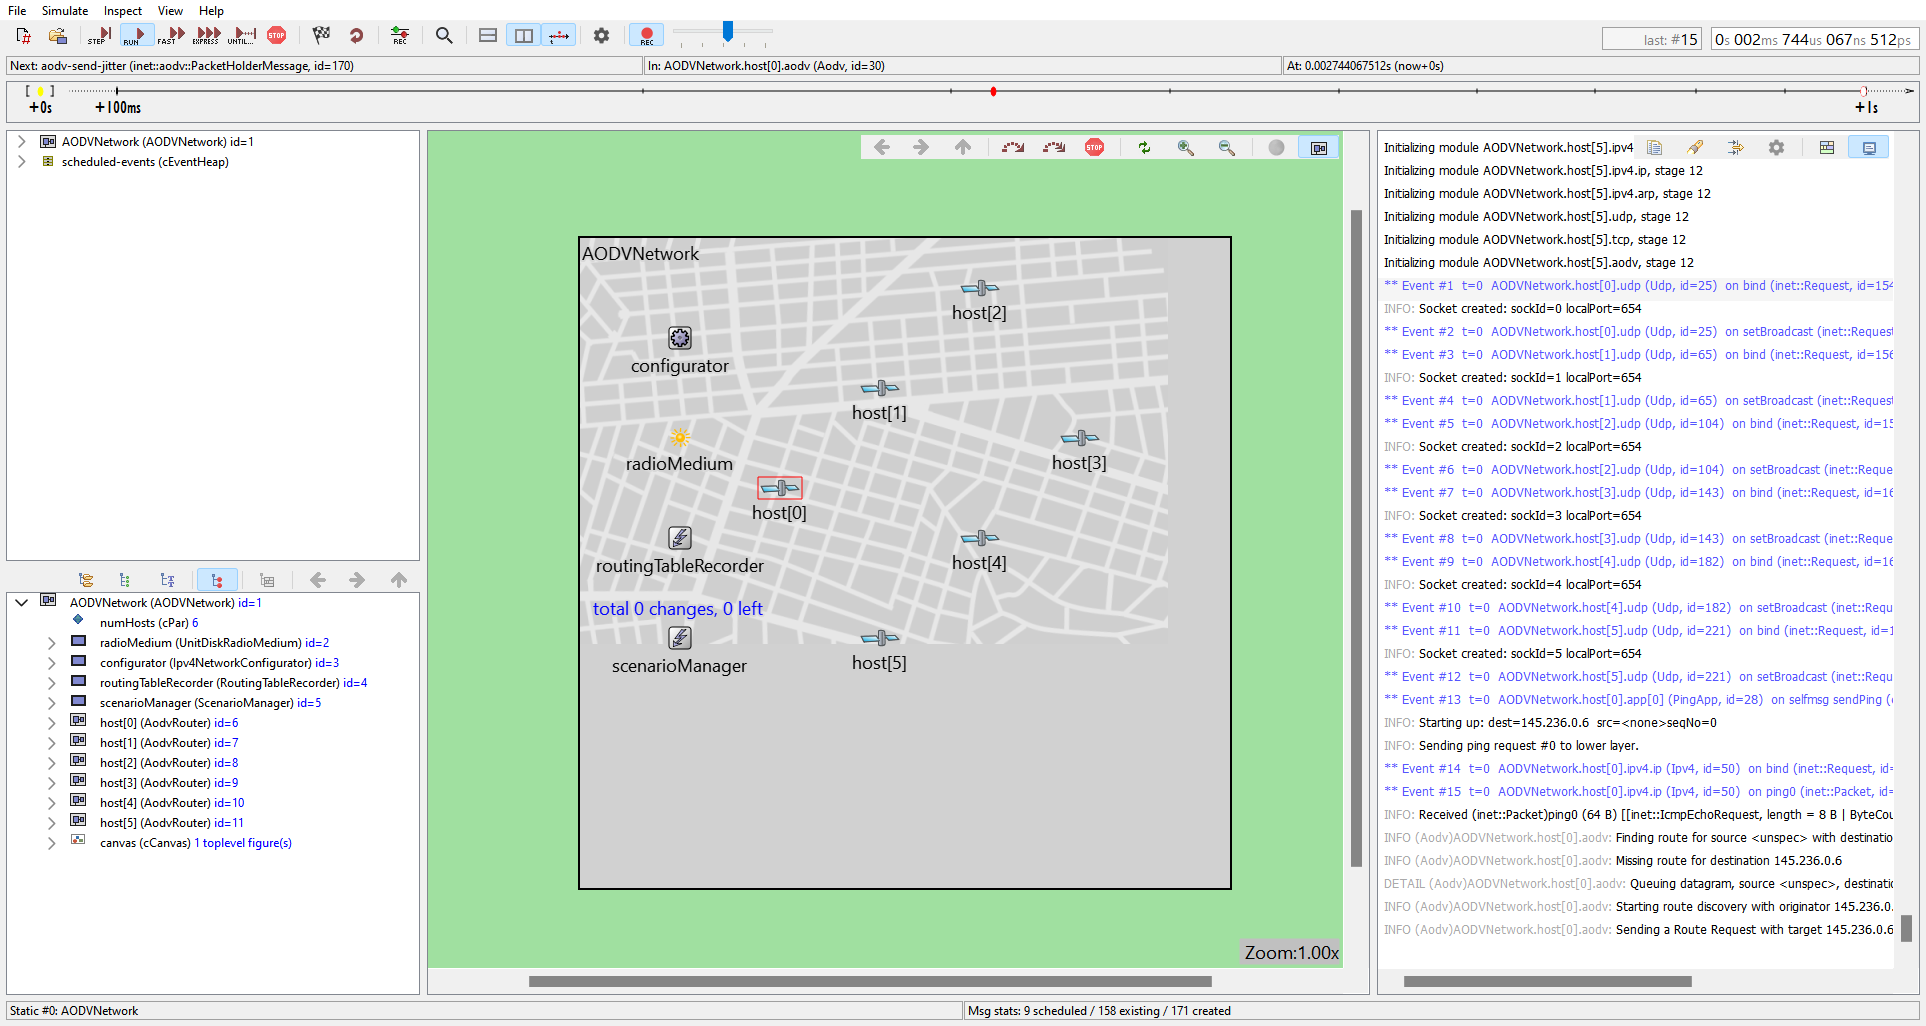 File Simulate Inspect View Help
STEP RUN FAST EXPRESS UNTIL... STOP REC REC
last: #15 0s 002ms 744us 067ns 512ps
Next: aodv-send-jitter (inet::aodv::PacketHolderMessage, id=170) In: AODVNetwork.host[0].aodv (Aodv, id=30) At: 0.002744067512s (now+0s)
+0s +100ms +1s
AODVNetwork (AODVNetwork) id=1
scheduled-events (cEventHeap)
AODVNetwork (AODVNetwork) id=1
numHosts (cPar) 6
radioMedium (UnitDiskRadioMedium) id=2
configurator (Ipv4NetworkConfigurator) id=3
routingTableRecorder (RoutingTableRecorder) id=4
scenarioManager (ScenarioManager) id=5
host[0] (AodvRouter) id=6
host[1] (AodvRouter) id=7
host[2] (AodvRouter) id=8
host[3] (AodvRouter) id=9
host[4] (AodvRouter) id=10
host[5] (AodvRouter) id=11
canvas (cCanvas) 1 toplevel figure(s)
STOP
AODVNetwork
host[2]
configurator
host[1]
radioMedium
host[3]
host[0]
routingTableRecorder
host[4]
total 0 changes, 0 left
scenarioManager
host[5]
Zoom:1.00x
Initializing module AODVNetwork.host[5].ipv4
Initializing module AODVNetwork.host[5].ipv4.ip, stage 12
Initializing module AODVNetwork.host[5].ipv4.arp, stage 12
Initializing module AODVNetwork.host[5].udp, stage 12
Initializing module AODVNetwork.host[5].tcp, stage 12
Initializing module AODVNetwork.host[5].aodv, stage 12
** Event #1 t=0 AODVNetwork.host[0].udp (Udp, id=25) on bind (inet::Request, id=154
INFO: Socket created: sockId=0 localPort=654
** Event #2 t=0 AODVNetwork.host[0].udp (Udp, id=25) on setBroadcast (inet::Request
** Event #3 t=0 AODVNetwork.host[1].udp (Udp, id=65) on bind (inet::Request, id=156
INFO: Socket created: sockId=1 localPort=654
** Event #4 t=0 AODVNetwork.host[1].udp (Udp, id=65) on setBroadcast (inet::Request
** Event #5 t=0 AODVNetwork.host[2].udp (Udp, id=104) on bind (inet::Request, id=15
INFO: Socket created: sockId=2 localPort=654
** Event #6 t=0 AODVNetwork.host[2].udp (Udp, id=104) on setBroadcast (inet::Reque
** Event #7 t=0 AODVNetwork.host[3].udp (Udp, id=143) on bind (inet::Request, id=16
INFO: Socket created: sockId=3 localPort=654
** Event #8 t=0 AODVNetwork.host[3].udp (Udp, id=143) on setBroadcast (inet::Reque
** Event #9 t=0 AODVNetwork.host[4].udp (Udp, id=182) on bind (inet::Request, id=16
INFO: Socket created: sockId=4 localPort=654
** Event #10 t=0 AODVNetwork.host[4].udp (Udp, id=182) on setBroadcast (inet::Requ
** Event #11 t=0 AODVNetwork.host[5].udp (Udp, id=221) on bind (inet::Request, id=1
INFO: Socket created: sockId=5 localPort=654
** Event #12 t=0 AODVNetwork.host[5].udp (Udp, id=221) on setBroadcast (inet::Requ
** Event #13 t=0 AODVNetwork.host[0].app[0] (PingApp, id=28) on selfmsg sendPing (
INFO: Starting up: dest=145.236.0.6 src=<none>seqNo=0
INFO: Sending ping request #0 to lower layer.
** Event #14 t=0 AODVNetwork.host[0].ipv4.ip (Ipv4, id=50) on bind (inet::Request, id=
** Event #15 t=0 AODVNetwork.host[0].ipv4.ip (Ipv4, id=50) on ping0 (inet::Packet, id=
INFO: Received (inet::Packet)ping0 (64 B) [[inet::IcmpEchoRequest, length = 8 B | ByteCou
INFO (Aodv)AODVNetwork.host[0].aodv: Finding route for source <unspec> with destinatio
INFO (Aodv)AODVNetwork.host[0].aodv: Missing route for destination 145.236.0.6
DETAIL (Aodv)AODVNetwork.host[0].aodv: Queuing datagram, source <unspec>, destinatic
INFO (Aodv)AODVNetwork.host[0].aodv: Starting route discovery with originator 145.236.0.
INFO (Aodv)AODVNetwork.host[0].aodv: Sending a Route Request with target 145.236.0.6
Static #0: AODVNetwork Msg stats: 9 scheduled / 158 existing / 171 created